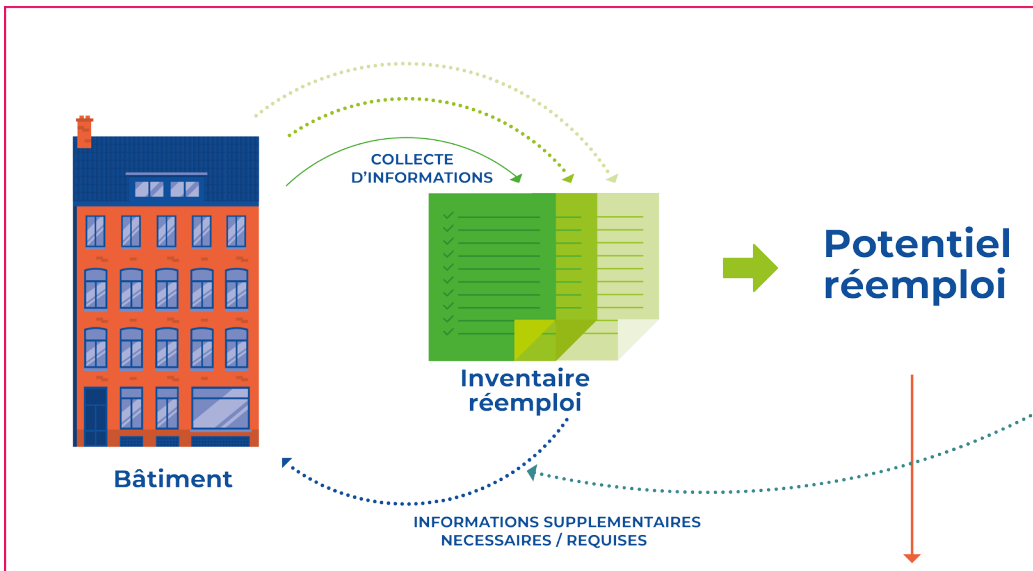 COLLECTE
D'INFORMATIONS
Potentiel
réemploi
Inventaire
réemploi
Bâtiment
INFORMATIONS SUPPLEMENTAIRES
NECESSAIRES / REQUISES